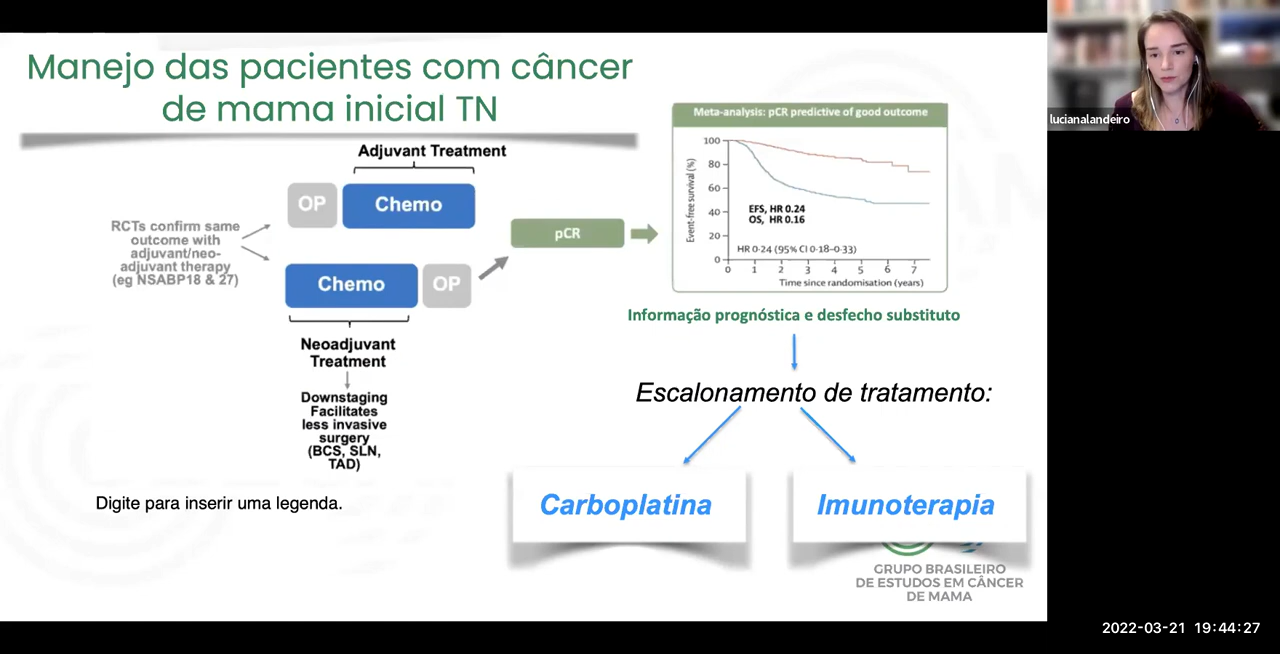 Manejo das pacientes com câncer
de mama inicial TN
Adjuvant Treatment
OP
Chemo
RCTs confirm same
outcome with
adjuvant/neo-
adjuvant therapy
(eg NSABP18 & 27)
Chemo
OP
Neoadjuvant
Treatment
Downstaging
Facilitates
less invasive
surgery
(BCS, SLN,
TAD)
Digite para inserir uma legenda.
pCR
Meta-analysis: pCR predictive of good outcome
Event-free survival (%)
100
80
60
40
20
0
EFS, HR 0.24
OS, HR 0.16
HR 0·24 (95% CI 0·18–0·33)
0 1 2 3 4 5 6 7
Time since randomisation (years)
Informação prognóstica e desfecho substituto
Escalonamento de tratamento:
Carboplatina
Imunoterapia
GRUPO BRASILEIRO
DE ESTUDOS EM CÂNCER
DE MAMA
lucianalandeiro
2022-03-21 19:44:27